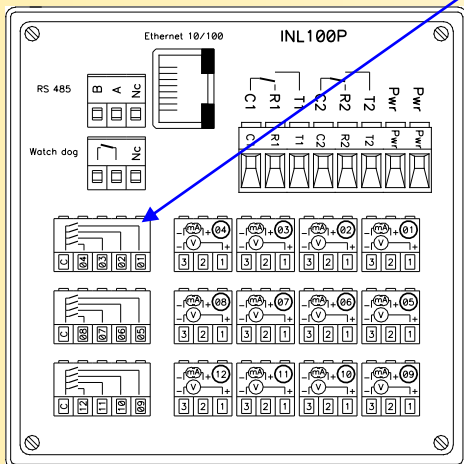 Ethernet 10/100
INL100P
RS 485
B A Nc
C1 R1 T1 C2 R2 T2 Pwr Pwr
C1 R1 T1 C2 R2 T2 Pwr Pwr
Watch dog
Nc
- mA + 04 - mA + 03 - mA + 02 - mA + 01
- V + - V + - V + - V +
C 04 03 02 01 3 2 1 3 2 1 3 2 1 3 2 1
- mA + 08 - mA + 07 - mA + 06 - mA + 05
- V + - V + - V + - V +
C 08 07 06 05 3 2 1 3 2 1 3 2 1 3 2 1
- mA + 12 - mA + 11 - mA + 10 - mA + 09
- V + - V + - V + - V +
C 12 11 10 09 3 2 1 3 2 1 3 2 1 3 2 1